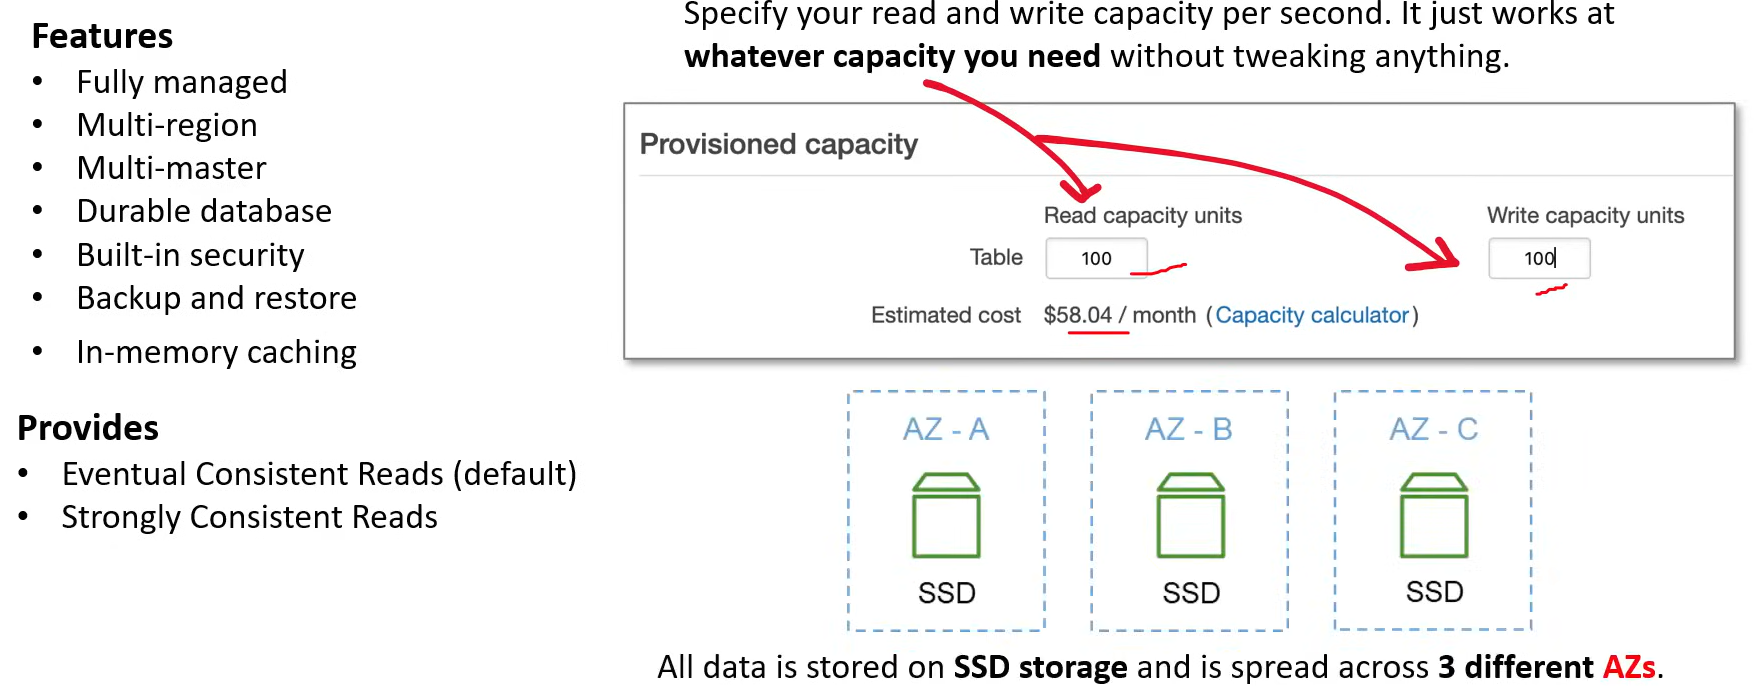 Features
• Fully managed
• Multi-region
• Multi-master
• Durable database
• Built-in security
• Backup and restore
• In-memory caching
Provides
• Eventual Consistent Reads (default)
• Strongly Consistent Reads
Specify your read and write capacity per second. It just works at
whatever capacity you need without tweaking anything.
Provisioned capacity
Read capacity units Write capacity units
Table 100 100
Estimated cost $58.04 / month (Capacity calculator)
AZ - A AZ - B AZ - C
SSD SSD SSD
All data is stored on SSD storage and is spread across 3 different AZs.